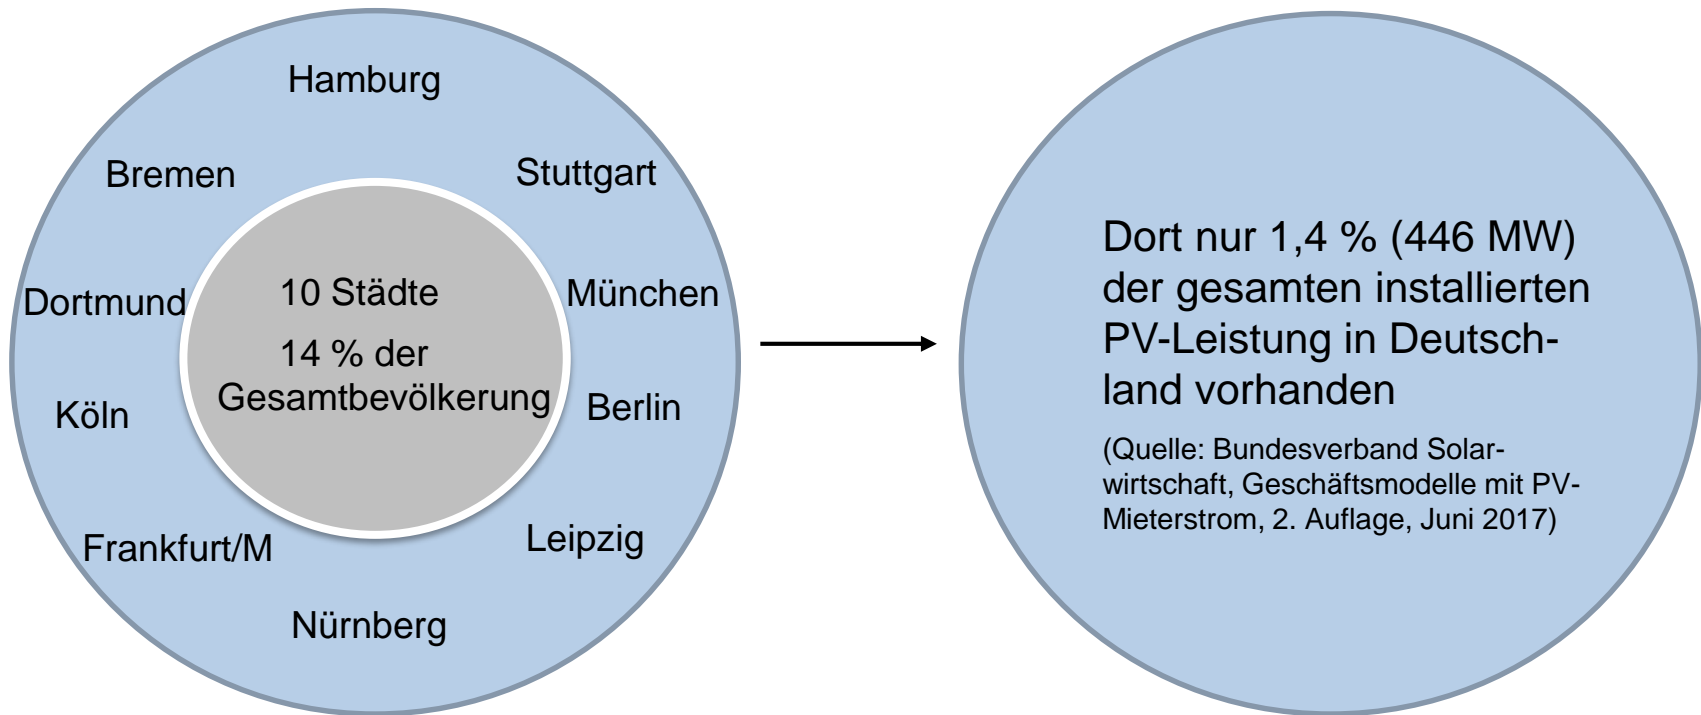 Hamburg
Bremen
Stuttgart
Dortmund
10 Städte
München
14 % der
Gesamtbevölkerung
Köln
Berlin
Frankfurt/M
Leipzig
Nürnberg
Dort nur 1,4 % (446 MW)
der gesamten installierten
PV-Leistung in Deutsch-
land vorhanden
(Quelle: Bundesverband Solar-
wirtschaft, Geschäftsmodelle mit PV-
Mieterstrom, 2. Auflage, Juni 2017)